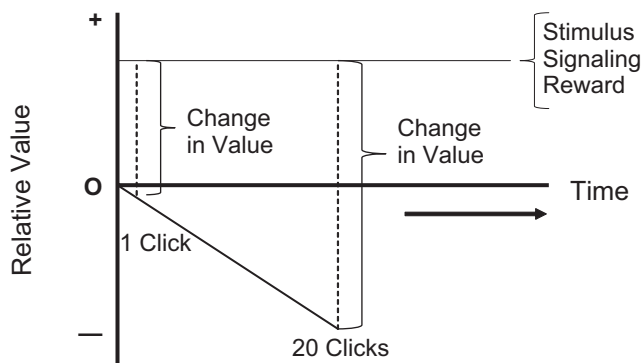 +
Stimulus
Signaling
Reward
Change
in Value
Change
in Value
Relative Value
O
Time
1 Click
—
20 Clicks